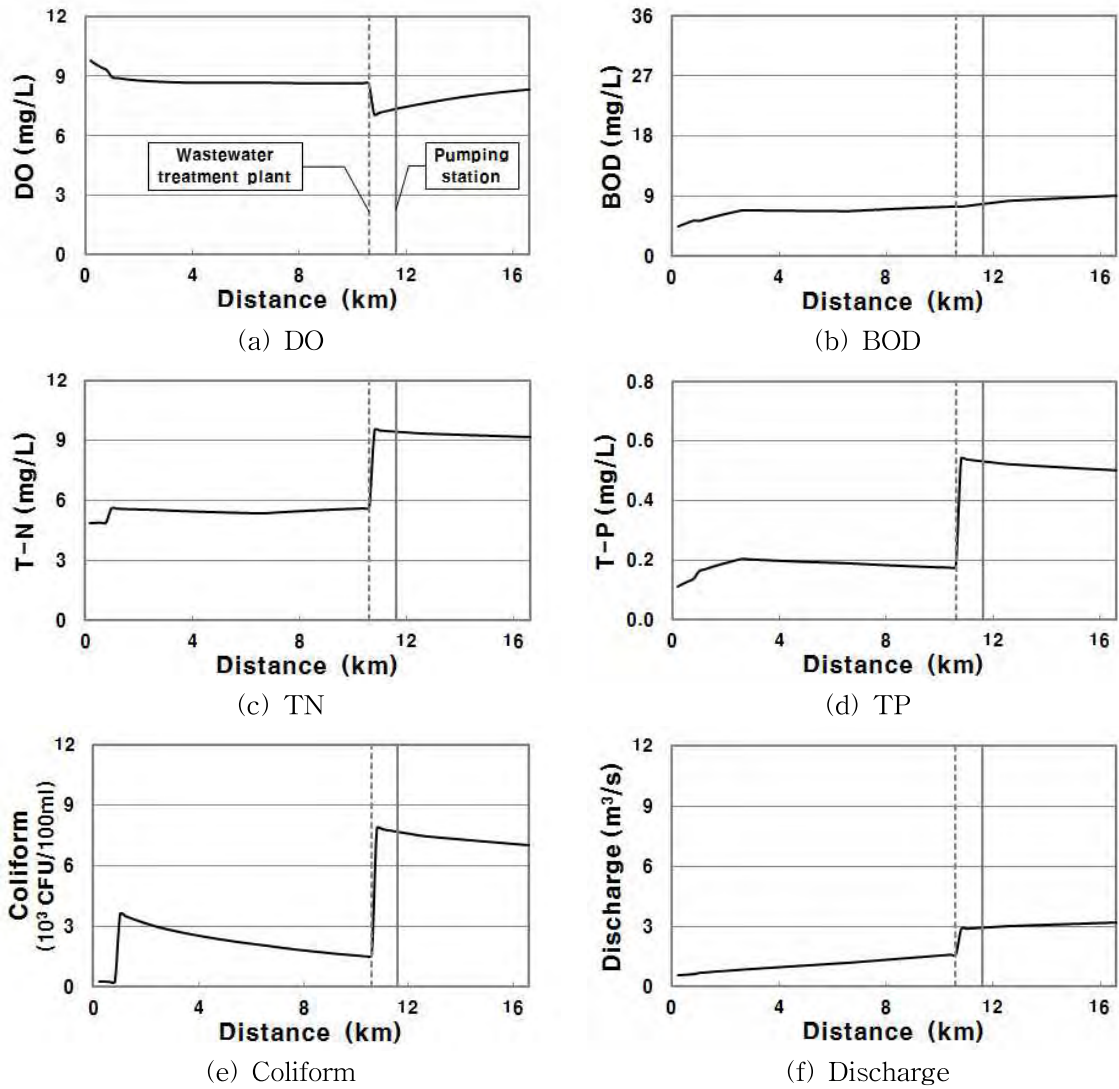 12
9
6
3
0
DO (mg/L)
Wastewater
treatment plant
Pumping
station
0 4 8 12 16
Distance (km)
(a) DO
36
27
18
9
0
BOD (mg/L)
0 4 8 12 16
Distance (km)
(b) BOD
12
9
6
3
0
T-N (mg/L)
0 4 8 12 16
Distance (km)
(c) TN
0.8
0.6
0.4
0.2
0.0
T-P (mg/L)
0 4 8 12 16
Distance (km)
(d) TP
12
9
6
3
0
Coliform
(10³ CFU/100ml)
0 4 8 12 16
Distance (km)
(e) Coliform
12
9
6
3
0
Discharge (m³/s)
0 4 8 12 16
Distance (km)
(f) Discharge